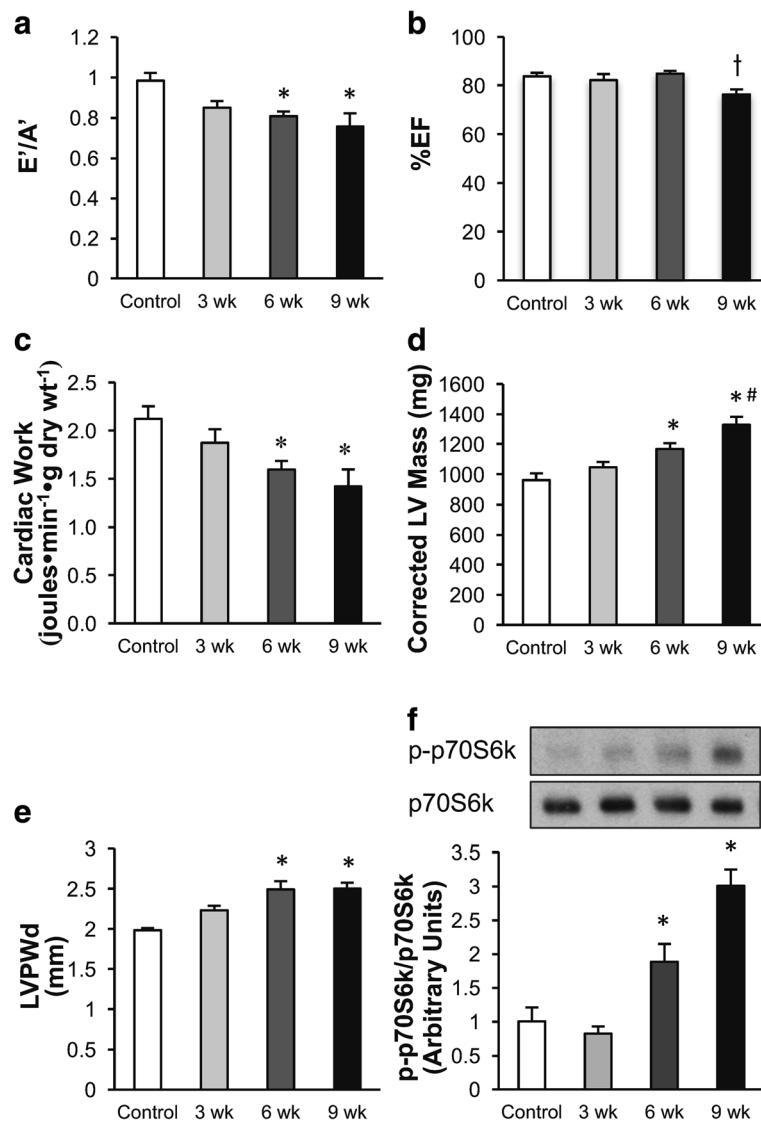 a
1.2
1
0.8
0.6
0.4
0.2
0
E'/A'
* *
Control 3 wk 6 wk 9 wk
b
100
80
60
40
20
0
%EF
†
Control 3 wk 6 wk 9 wk
c
2.5
2.0
1.5
1.0
0.5
0.0
Cardiac Work
(joules•min⁻¹•g dry wt⁻¹)
* *
Control 3 wk 6 wk 9 wk
d
1600
1400
1200
1000
800
600
400
200
0
Corrected LV Mass (mg)
* * #
Control 3 wk 6 wk 9 wk
e
3
2.5
2
1.5
1
0.5
0
LVPWd
(mm)
* *
Control 3 wk 6 wk 9 wk
f
p-p70S6k
p70S6k
3.5
3
2.5
2
1.5
1
0.5
0
p-p70S6k/p70S6k
(Arbitrary Units)
* *
Control 3 wk 6 wk 9 wk